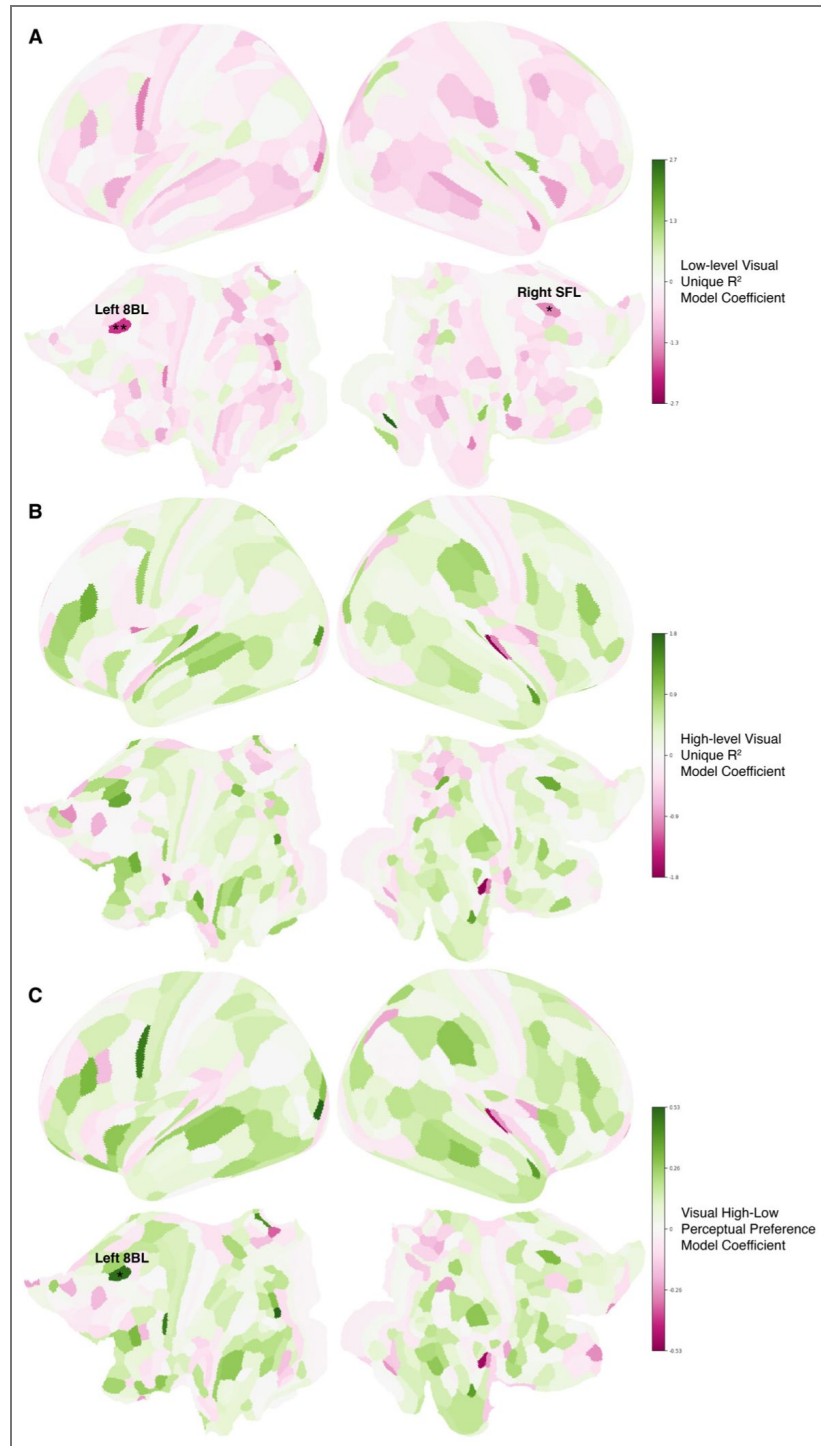 A
2.7
1.3
0
-1.3
-2.7
Low-level Visual
Unique R²
Model Coefficient
Left 8BL
**
Right SFL
*
B
1.8
0.9
0
-0.9
-1.8
High-level Visual
Unique R²
Model Coefficient
C
0.53
0.26
0
-0.26
-0.53
Visual High-Low
Perceptual Preference
Model Coefficient
Left 8BL
*